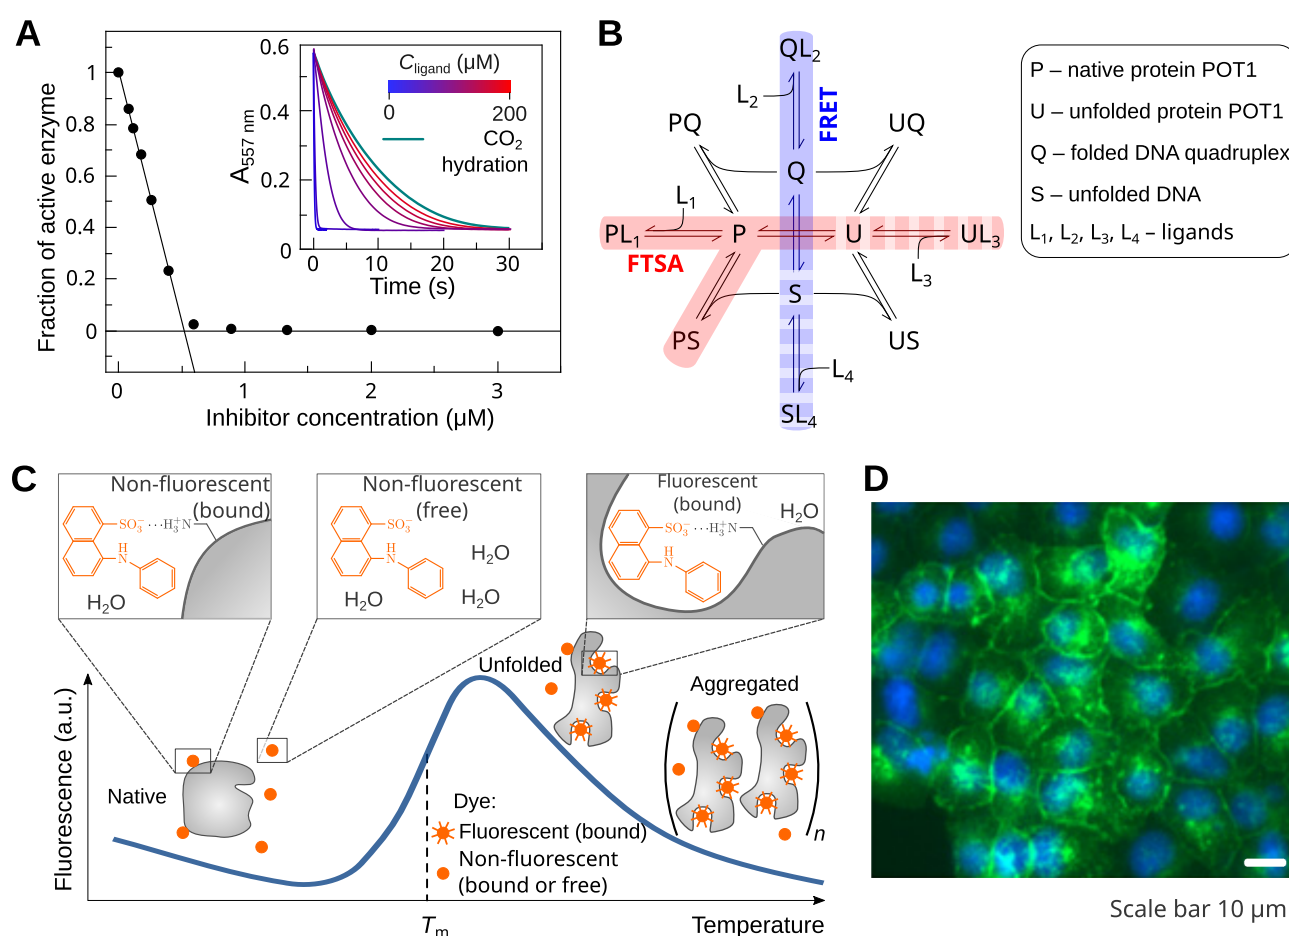 A
Fraction of active enzyme
1
0.8
0.6
0.4
0.2
0
0
1
2
3
Inhibitor concentration (µM)
A557 nm
0.6
0.4
0.2
0
0
10
20
30
Time (s)
Cligand (µM)
0
200
CO2
hydration
B
QL2
L2
FRET
PQ
UQ
Q
L1
PL1
P
U
UL3
FTSA
L3
S
PS
US
L4
SL4
P – native protein POT1
U – unfolded protein POT1
Q – folded DNA quadruplex
S – unfolded DNA
L1, L2, L3, L4 – ligands
C
Non-fluorescent
(bound)
SO3− ···H3+N
H
N
H2O
Non-fluorescent
(free)
SO3−
H
N
H2O
H2O
H2O
Fluorescent
(bound)
H2O
SO3− ···H3+N
H
N
Fluorescence (a.u.)
Native
Unfolded
Aggregated
n
Dye:
Fluorescent (bound)
Non-fluorescent
(bound or free)
Tm
Temperature
D
Scale bar 10 µm